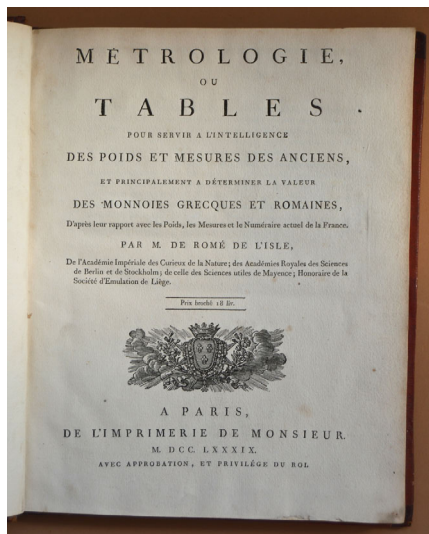 MÉTROLOGIE,
OU
TABLES
POUR SERVIR A L'INTELLIGENCE
DES POIDS ET MESURES DES ANCIENS,
ET PRINCIPALEMENT A DÉTERMINER LA VALEUR
DES MONNOIES GRECQUES ET ROMAINES,
D'après leur rapport avec les Poids, les Mesures et le Numéraire actuel de la France.
PAR M. DE ROMÉ DE L'ISLE,
De l'Académie Impériale des Curieux de la Nature; des Académies Royales des Sciences
de Berlin et de Stockholm; de celle des Sciences utiles de Mayence; Honoraire de la
Société d'Emulation de Liège.
Prix broché 18 liv.
A PARIS,
DE L'IMPRIMERIE DE MONSIEUR.
M. DCC. LXXXIX.
AVEC APPROBATION, ET PRIVILÉGE DU ROI.